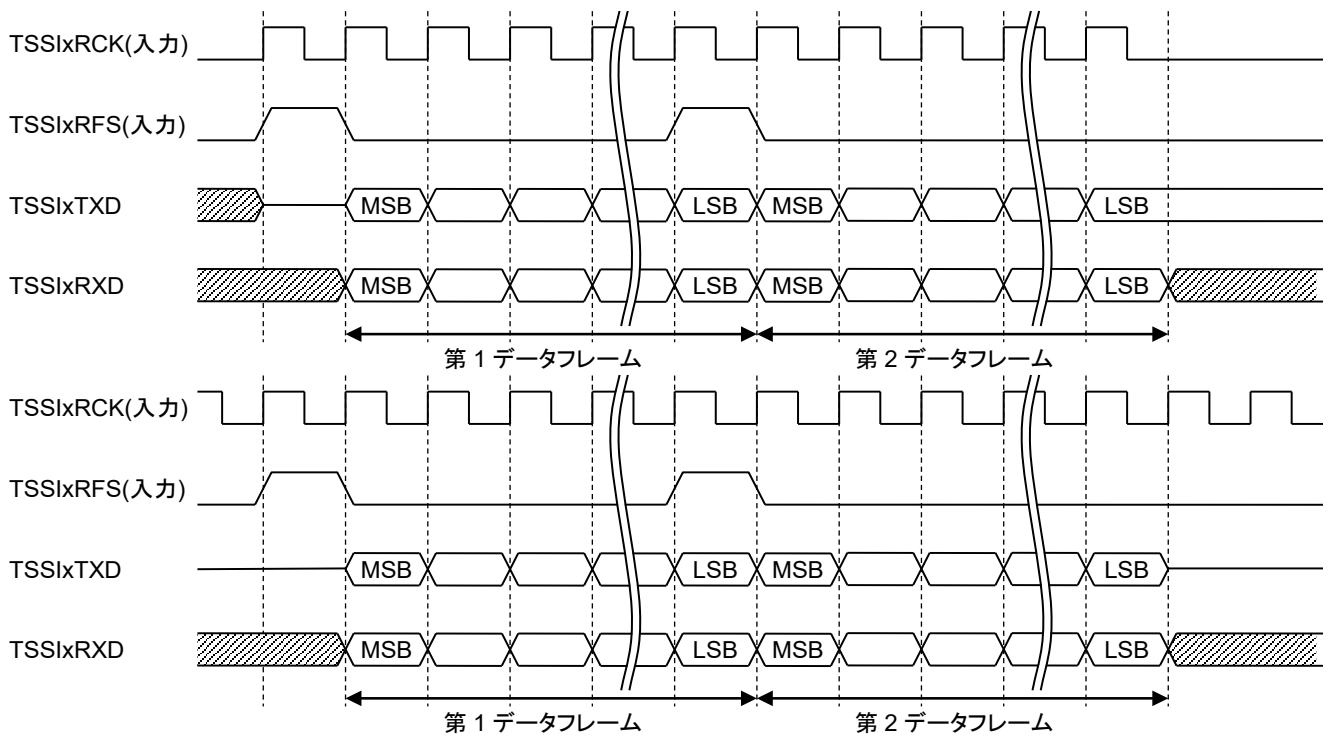 TSSIxRCK(入力)
TSSIxRFS(入力)
TSSIxTXD MSB LSB MSB LSB
TSSIxRXD MSB LSB MSB LSB
第 1 データフレーム 第 2 データフレーム
TSSIxRCK(入力)
TSSIxRFS(入力)
TSSIxTXD MSB LSB MSB LSB
TSSIxRXD MSB LSB MSB LSB
第 1 データフレーム 第 2 データフレーム